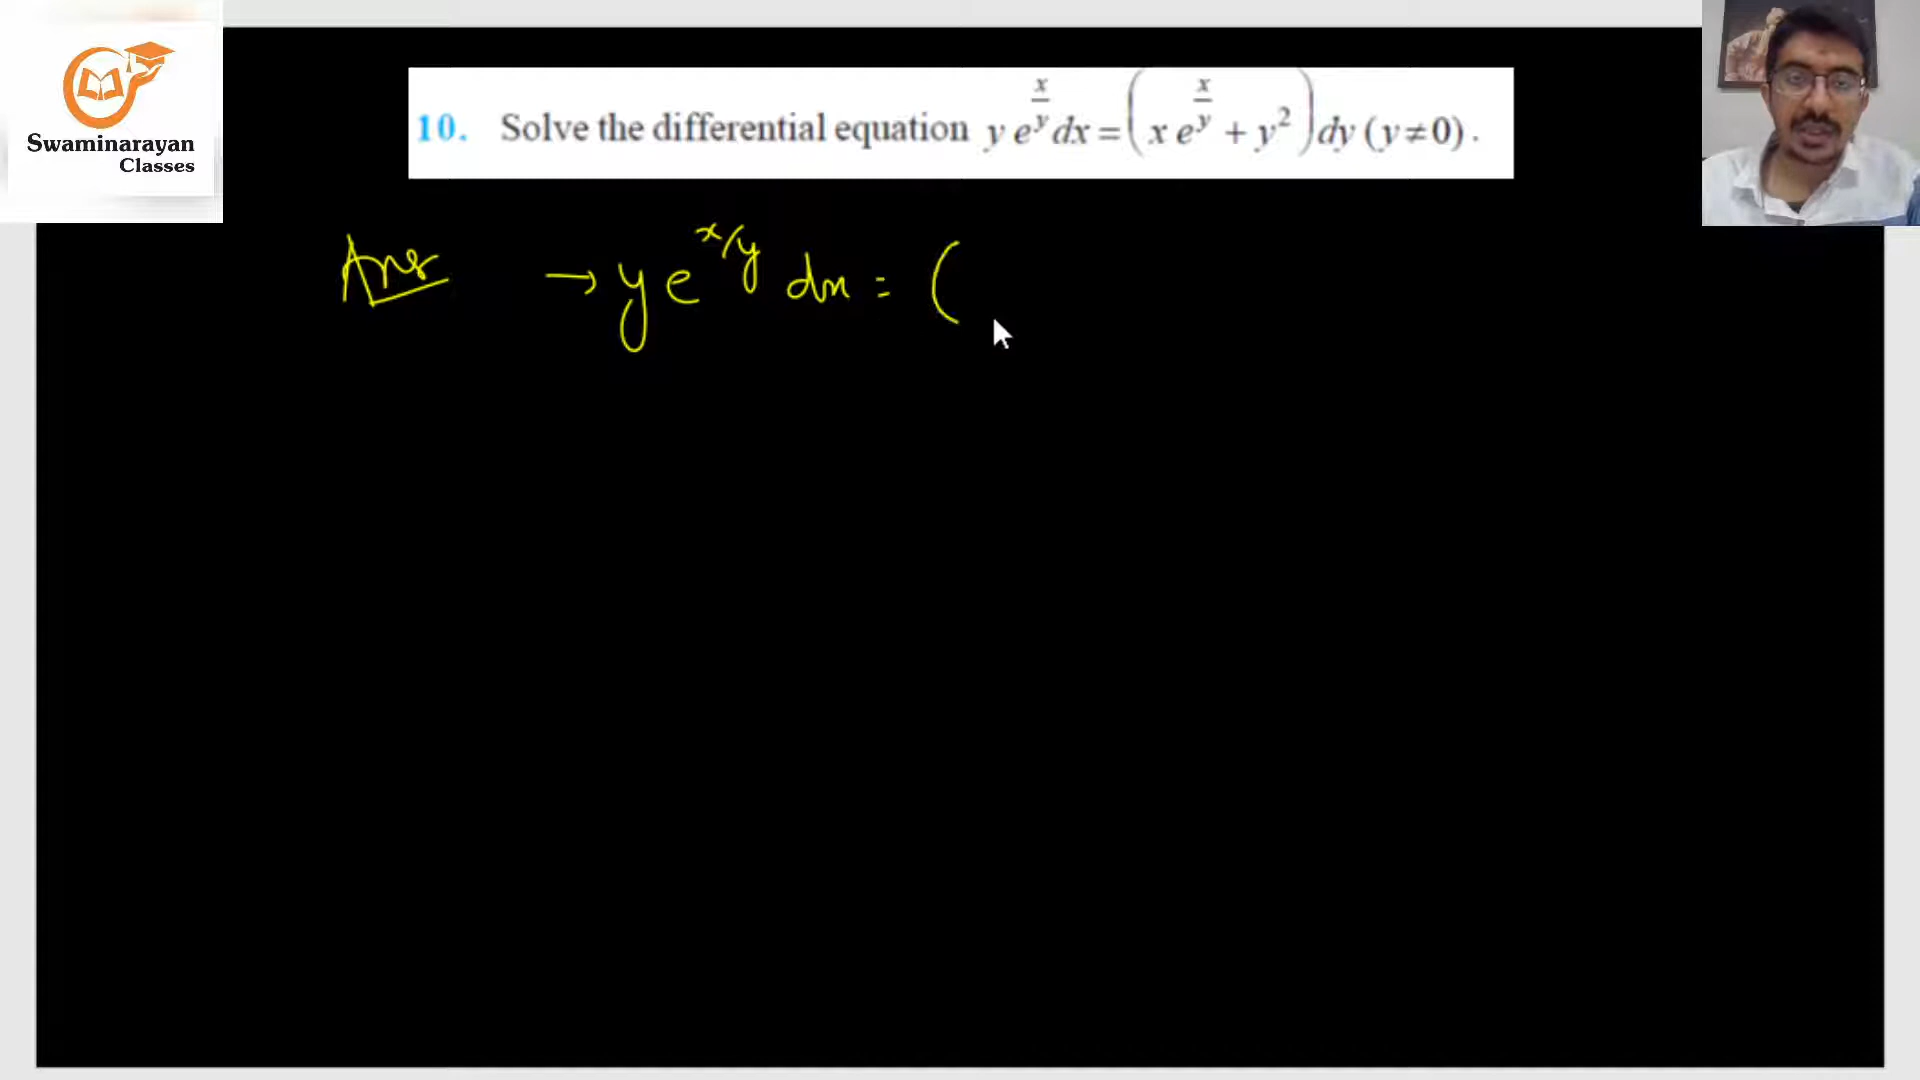 Swaminarayan
Classes
10. Solve the differential equation y e^{x/y} dx = (x e^{x/y} + y²) dy (y ≠ 0).
Ans → y e^{x/y} dx = (